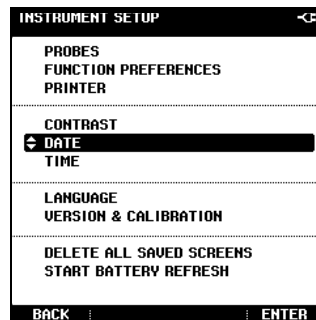 INSTRUMENT SETUP
PROBES
FUNCTION PREFERENCES
PRINTER
CONTRAST
DATE
TIME
LANGUAGE
VERSION & CALIBRATION
DELETE ALL SAVED SCREENS
START BATTERY REFRESH
BACK ENTER